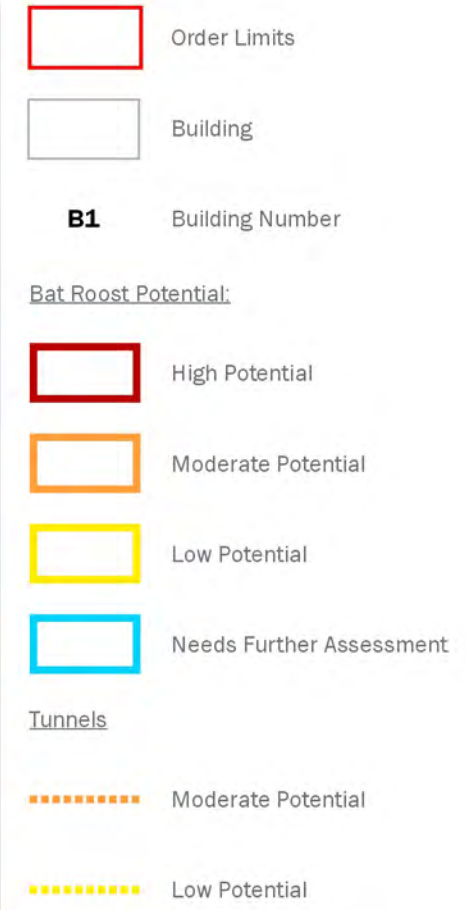 Order Limits
Building
B1 Building Number
Bat Roost Potential:
High Potential
Moderate Potential
Low Potential
Needs Further Assessment
Tunnels
Moderate Potential
Low Potential